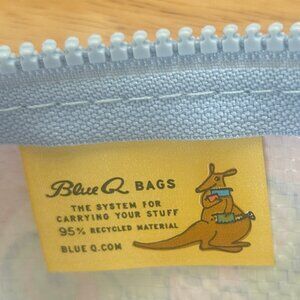 Blue Q BAGS
THE SYSTEM FOR
CARRYING YOUR STUFF
95% RECYCLED MATERIAL
BLUE Q.COM